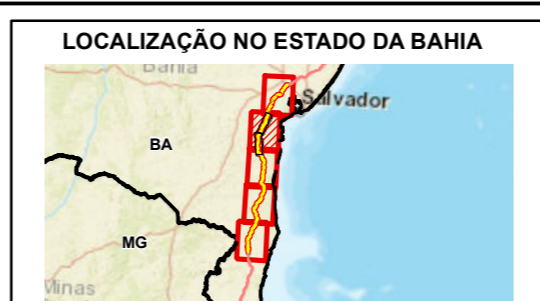 LOCALIZAÇÃO NO ESTADO DA BAHIA
Bahia
Salvador
BA
MG
Minas